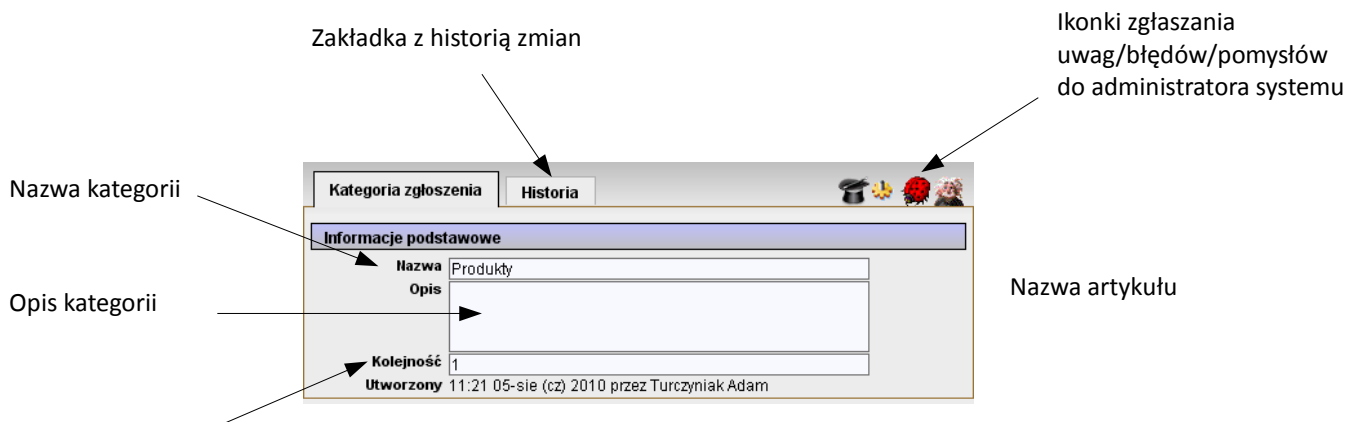 Zakładka z historią zmian
Ikonki zgłaszania
uwag/błędów/pomysłów
do administratora systemu
Nazwa kategorii
Kategoria zgłoszenia
Historia
Informacje podstawowe
Nazwa Produkty
Opis
Opis kategorii
Nazwa artykułu
Kolejność 1
Utworzony 11:21 05-sie (cz) 2010 przez Turczyniak Adam